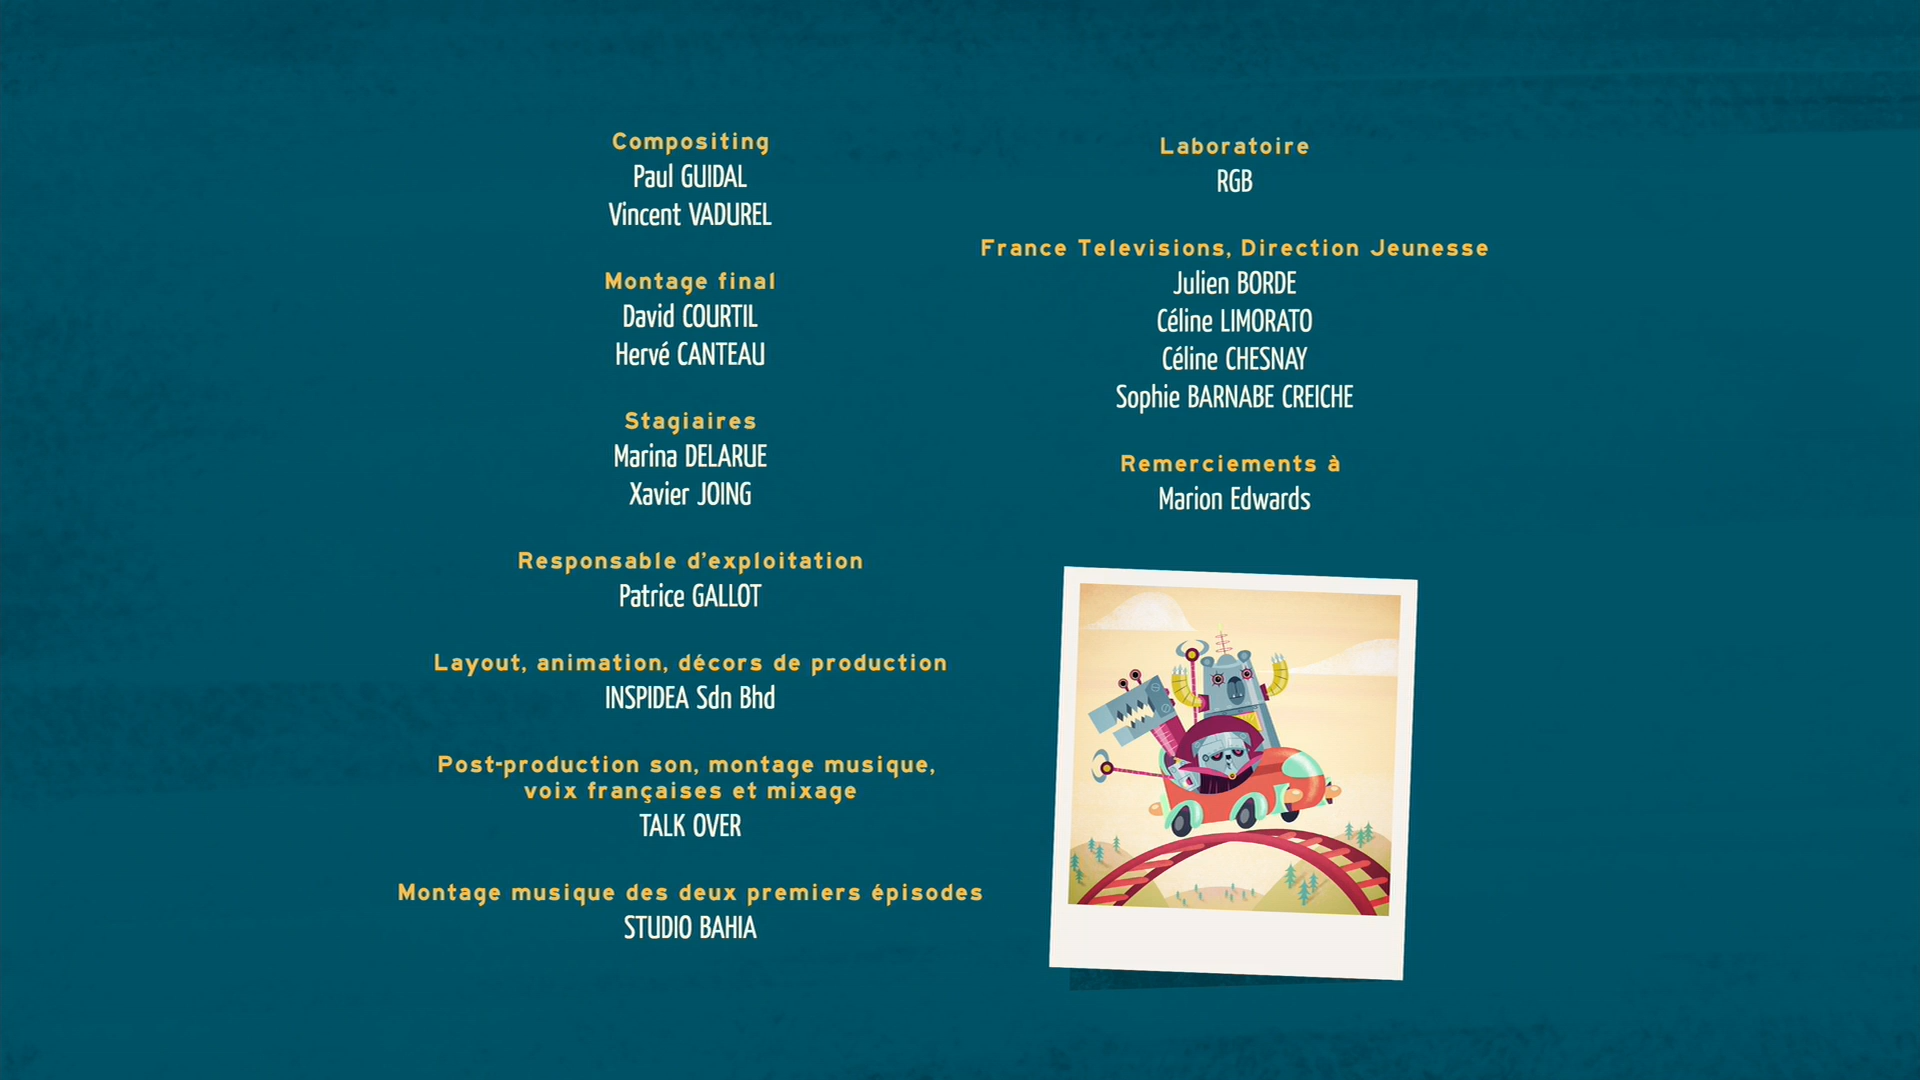 Compositing
Paul GUIDAL
Vincent VADUREL
Montage final
David COURTIL
Hervé CANTEAU
Stagiaires
Marina DELARUE
Xavier JOING
Responsable d'exploitation
Patrice GALLOT
Layout, animation, décors de production
INSPIDEA Sdn Bhd
Post-production son, montage musique,
voix françaises et mixage
TALK OVER
Montage musique des deux premiers épisodes
STUDIO BAHIA
Laboratoire
RGB
France Televisions, Direction Jeunesse
Julien BORDE
Céline LIMORATO
Céline CHESNAY
Sophie BARNABE CREICHE
Remerciements à
Marion Edwards